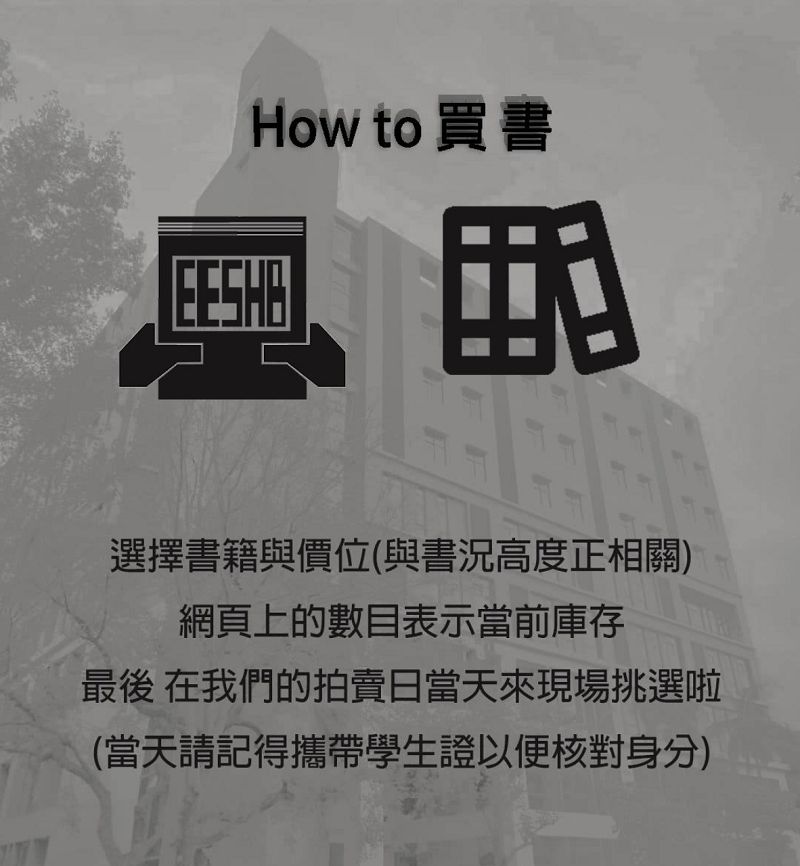 How to 買書
EESHB
選擇書籍與價位(與書況高度正相關)
網頁上的數目表示當前庫存
最後 在我們的拍賣日當天來現場挑選啦
(當天請記得攜帶學生證以便核對身分)